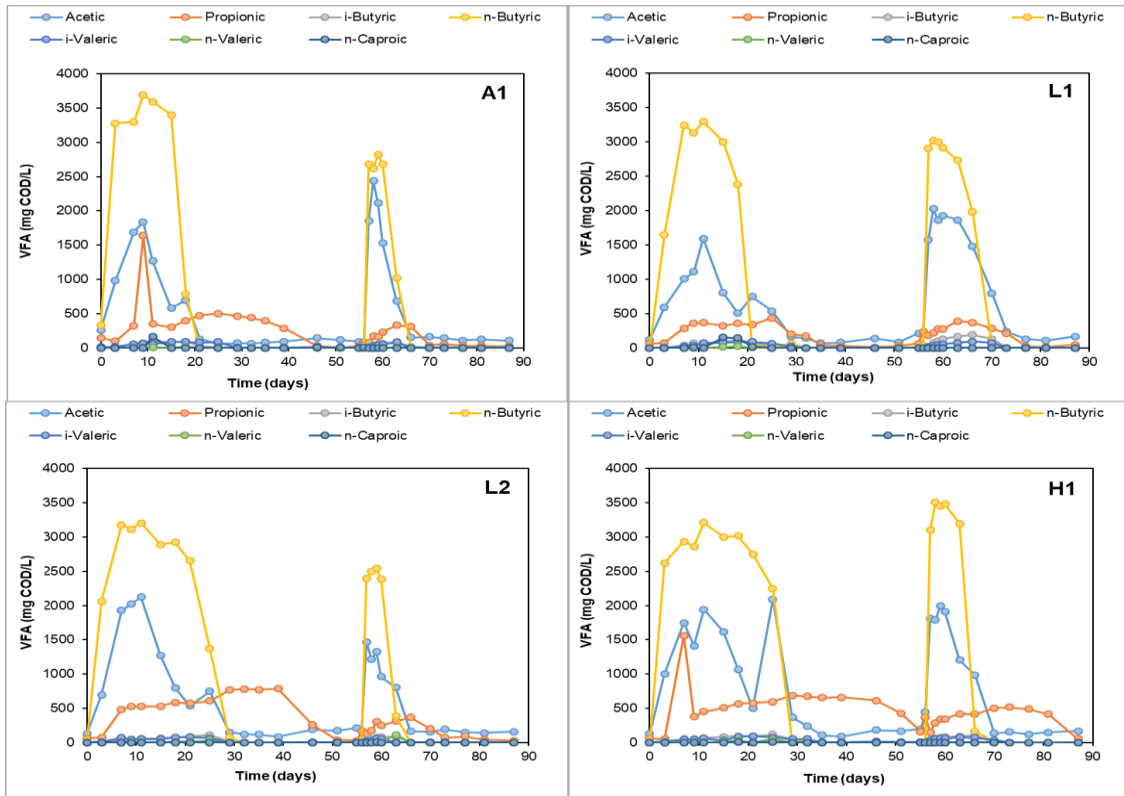 Acetic Propionic i-Butyric n-Butyric
i-Valeric n-Valeric n-Caproic
A1
VFA (mg COD/L)
4000
3500
3000
2500
2000
1500
1000
500
0
0 10 20 30 40 50 60 70 80 90
Time (days)
Acetic Propionic i-Butyric n-Butyric
i-Valeric n-Valeric n-Caproic
L1
VFA (mg COD/L)
4000
3500
3000
2500
2000
1500
1000
500
0
0 10 20 30 40 50 60 70 80 90
Time (days)
Acetic Propionic i-Butyric n-Butyric
i-Valeric n-Valeric n-Caproic
L2
VFA (mg COD/L)
4000
3500
3000
2500
2000
1500
1000
500
0
0 10 20 30 40 50 60 70 80 90
Time (days)
Acetic Propionic i-Butyric n-Butyric
i-Valeric n-Valeric n-Caproic
H1
VFA (mg COD/L)
4000
3500
3000
2500
2000
1500
1000
500
0
0 10 20 30 40 50 60 70 80 90
Time (days)